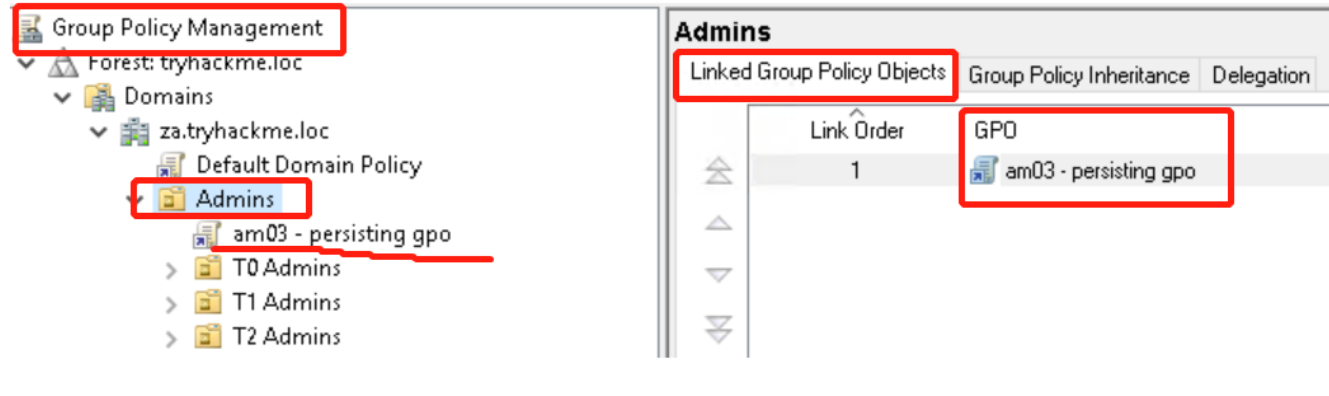 Group Policy Management
Forest: tryhackme.loc
Domains
za.tryhackme.loc
Default Domain Policy
Admins
am03 - persisting gpo
T0 Admins
T1 Admins
T2 Admins
Admins
Linked Group Policy Objects Group Policy Inheritance Delegation
Link Order GPO
1 am03 - persisting gpo